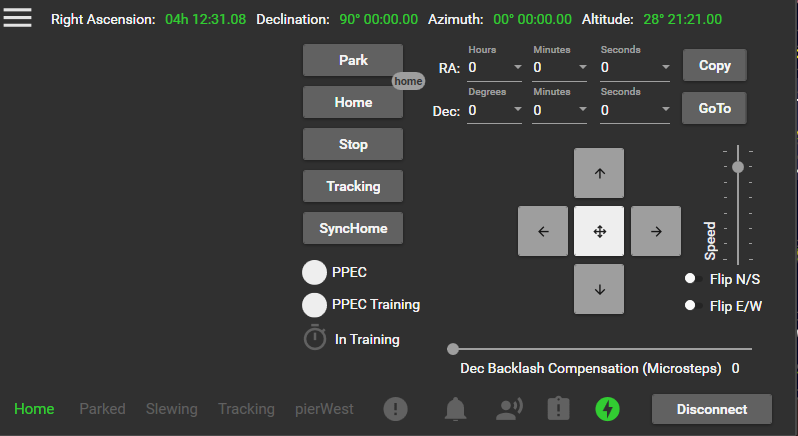 Right Ascension: 04h 12:31.08 Declination: 90° 00:00.00 Azimuth: 00° 00:00.00 Altitude: 28° 21:21.00
Park
home
Home
Stop
Tracking
SyncHome
PPEC
PPEC Training
In Training
Hours Minutes Seconds
RA: 0 0 0 Copy
Degrees Minutes Seconds
Dec: 0 0 0 GoTo
Speed
Flip N/S
Flip E/W
Dec Backlash Compensation (Microsteps) 0
Home Parked Slewing Tracking pierWest Disconnect